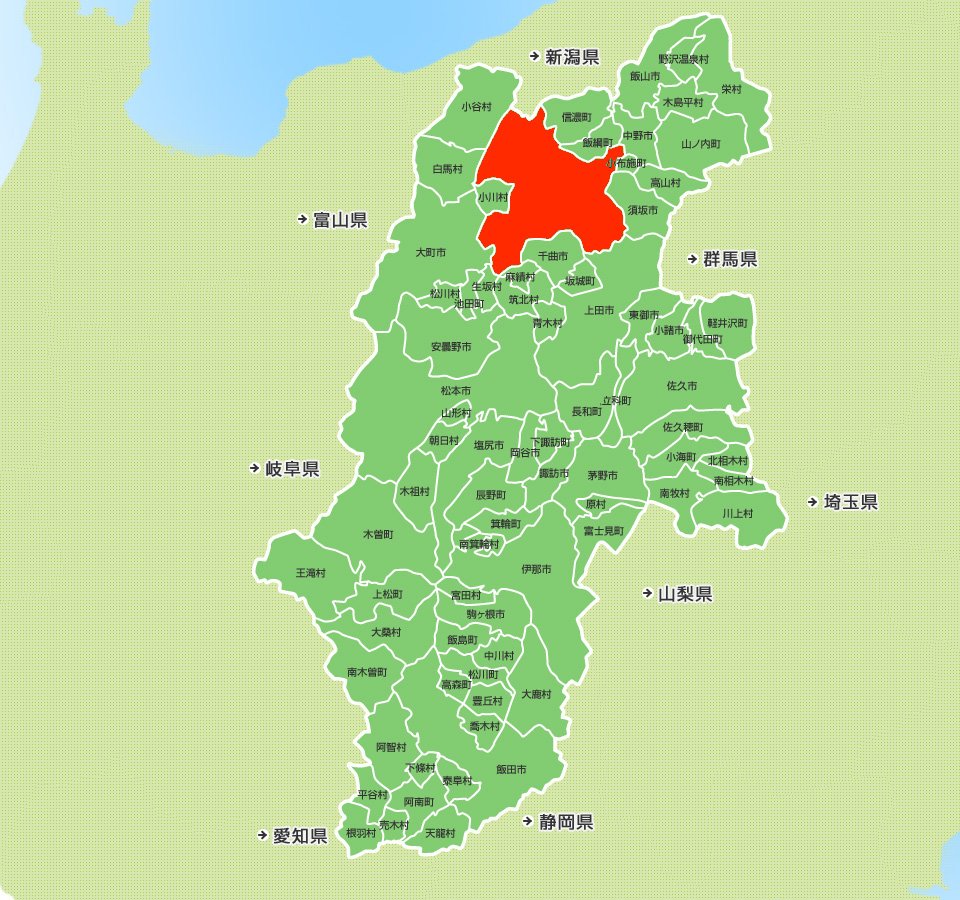 新潟県
野沢温泉村
飯山市
栄村
小谷村
木島平村
信濃町
中野市
飯綱町
山ノ内町
小布施町
白馬村
高山村
小川村
須坂市
富山県
大町市
千曲市
群馬県
麻績村
坂城町
生坂村
松川村
筑北村
池田町
上田市
東御市
青木村
軽井沢町
小諸市
御代田町
安曇野市
佐久市
松本市
立科町
山形村
長和町
佐久穂町
朝日村
下諏訪町
塩尻市
岡谷市
小海町
北相木村
岐阜県
諏訪市
茅野市
南相木村
木祖村
辰野町
南牧村
原村
埼玉県
川上村
箕輪町
富士見町
木曽町
南箕輪村
伊那市
王滝村
上松町
宮田村
山梨県
駒ヶ根市
大桑村
飯島町
中川村
南木曽町
松川町
高森町
大鹿村
豊丘村
喬木村
阿智村
下條村
飯田市
泰阜村
平谷村
阿南町
静岡県
売木村
根羽村
天龍村
愛知県